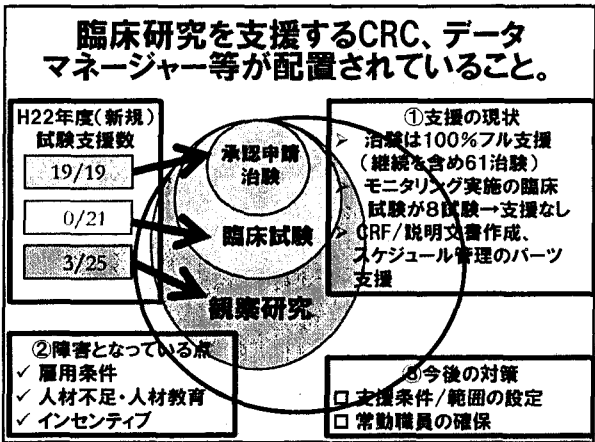 臨床研究を支援するCRC、データ
マネージャー等が配置されていること。
H22年度(新規)
試験支援数
19/19
0/21
3/25
承認申請
治験
臨床試験
観察研究
①支援の現状
➢ 治験は100%フル支援
(継続を含め61治験)
➢ モニタリング実施の臨床
試験が8試験→支援なし
➢ CRF/説明文書作成、
スケジュール管理のパーツ
支援
②障害となっている点
✓ 雇用条件
✓ 人材不足・人材教育
✓ インセンティブ
③今後の対策
□ 支援条件/範囲の設定
□ 常勤職員の確保